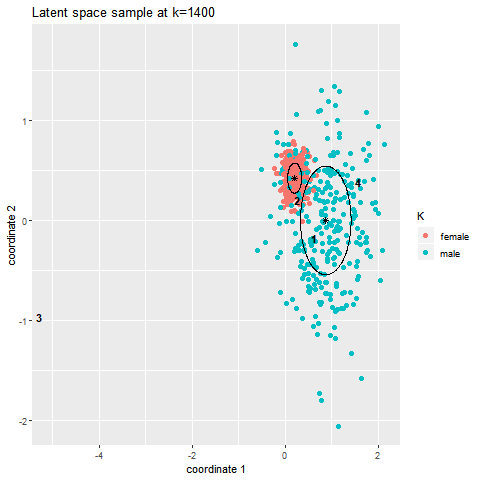 Latent space sample at k=1400
coordinate 2
1
0
-1
-2
4
2
1
3
-4
-2
0
2
coordinate 1
K
female
male